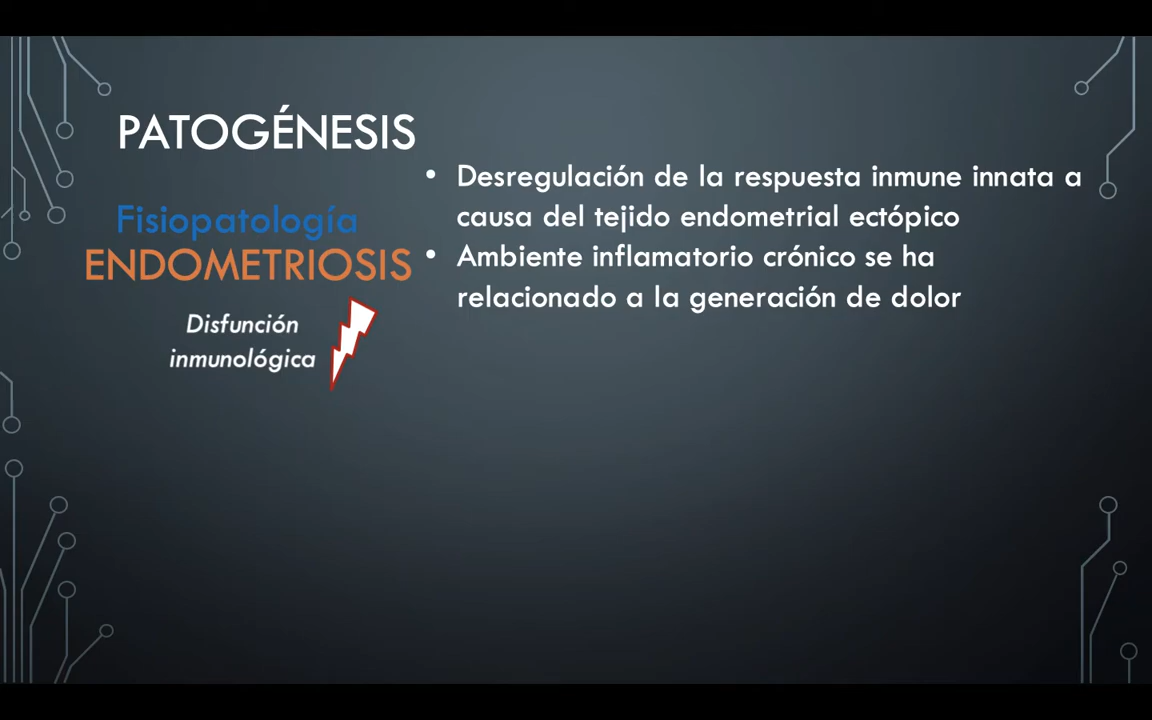 PATOGÉNESIS
Fisiopatología
ENDOMETRIOSIS
Disfunción
inmunológica
• Desregulación de la respuesta inmune innata a
causa del tejido endometrial ectópico
• Ambiente inflamatorio crónico se ha
relacionado a la generación de dolor